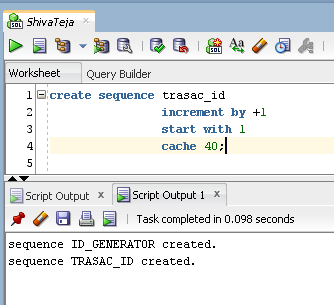 ShivaTeja
Worksheet Query Builder
1 create sequence trasac_id
2 increment by +1
3 start with 1
4 cache 40;
5
Script Output Script Output 1
Task completed in 0.098 seconds
sequence ID_GENERATOR created.
sequence TRASAC_ID created.